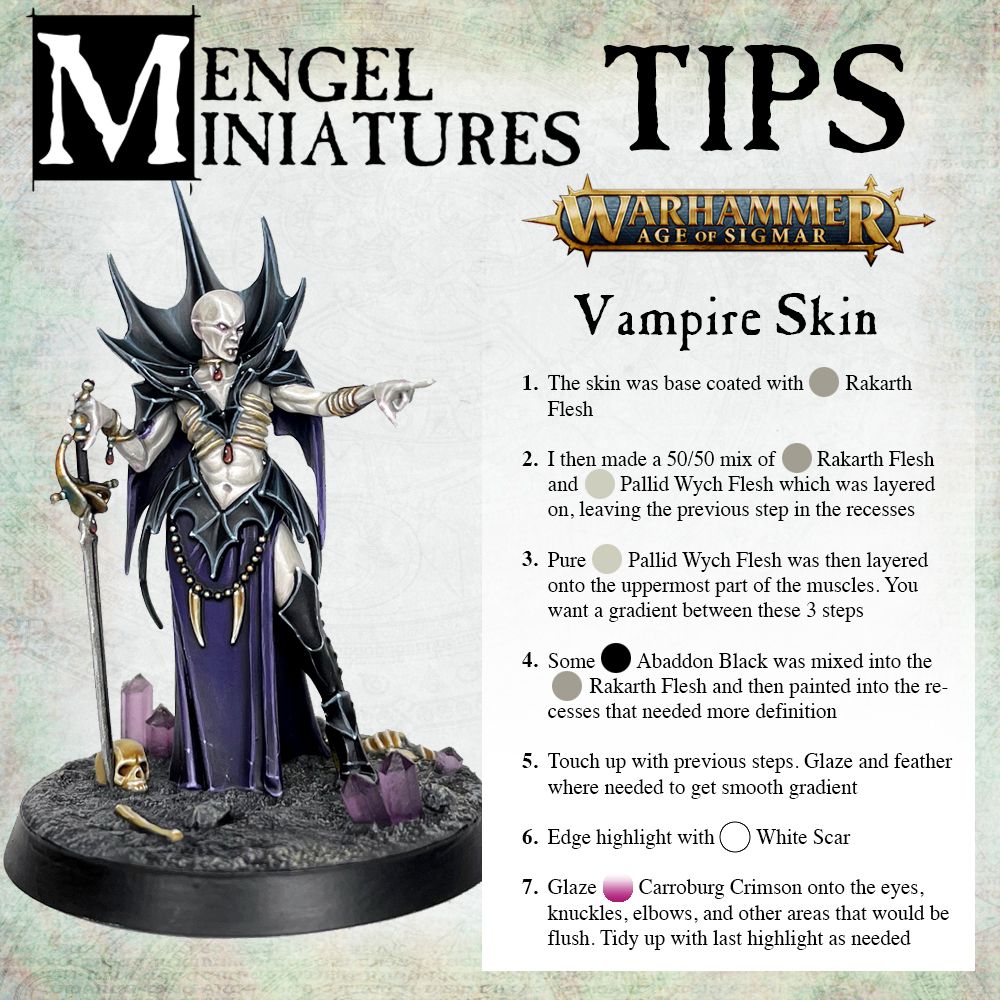 MENGEL
MINIATURES
TIPS
WARHAMMER
AGE OF SIGMAR
Vampire Skin
1. The skin was base coated with Rakarth
Flesh
2. I then made a 50/50 mix of Rakarth Flesh
and Pallid Wych Flesh which was layered
on, leaving the previous step in the recesses
3. Pure Pallid Wych Flesh was then layered
onto the uppermost part of the muscles. You
want a gradient between these 3 steps
4. Some Abaddon Black was mixed into the
Rakarth Flesh and then painted into the re-
cesses that needed more definition
5. Touch up with previous steps. Glaze and feather
where needed to get smooth gradient
6. Edge highlight with White Scar
7. Glaze Carroburg Crimson onto the eyes,
knuckles, elbows, and other areas that would be
flush. Tidy up with last highlight as needed